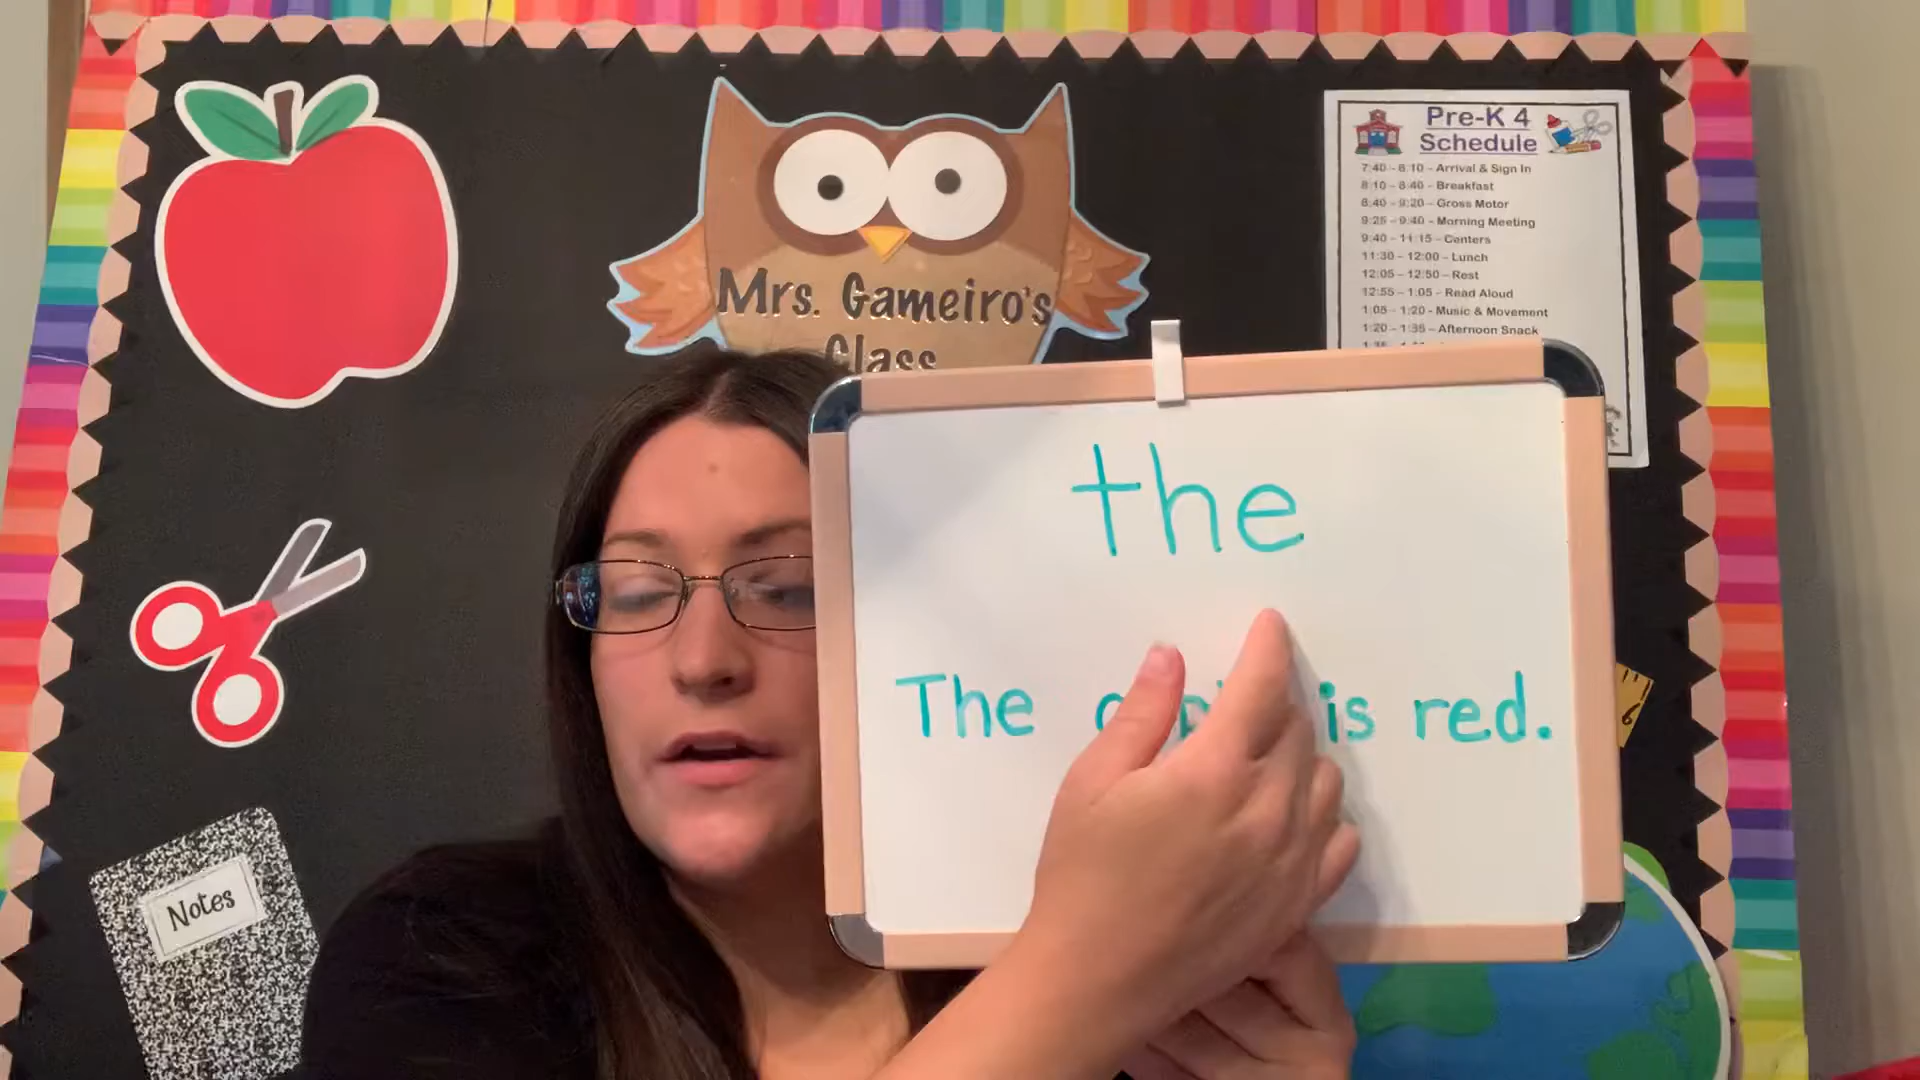 Mrs. Gameiro's
Class
Pre-K 4
Schedule
7:40 - 8:10 - Arrival & Sign In
8:10 - 8:40 - Breakfast
8:40 - 9:20 - Gross Motor
9:25 - 9:40 - Morning Meeting
9:40 - 11:15 - Centers
11:30 - 12:00 - Lunch
12:05 - 12:50 - Rest
12:55 - 1:05 - Read Aloud
1:05 - 1:20 - Music & Movement
1:20 - 1:35 - Afternoon Snack
the
The is red.
6
Notes